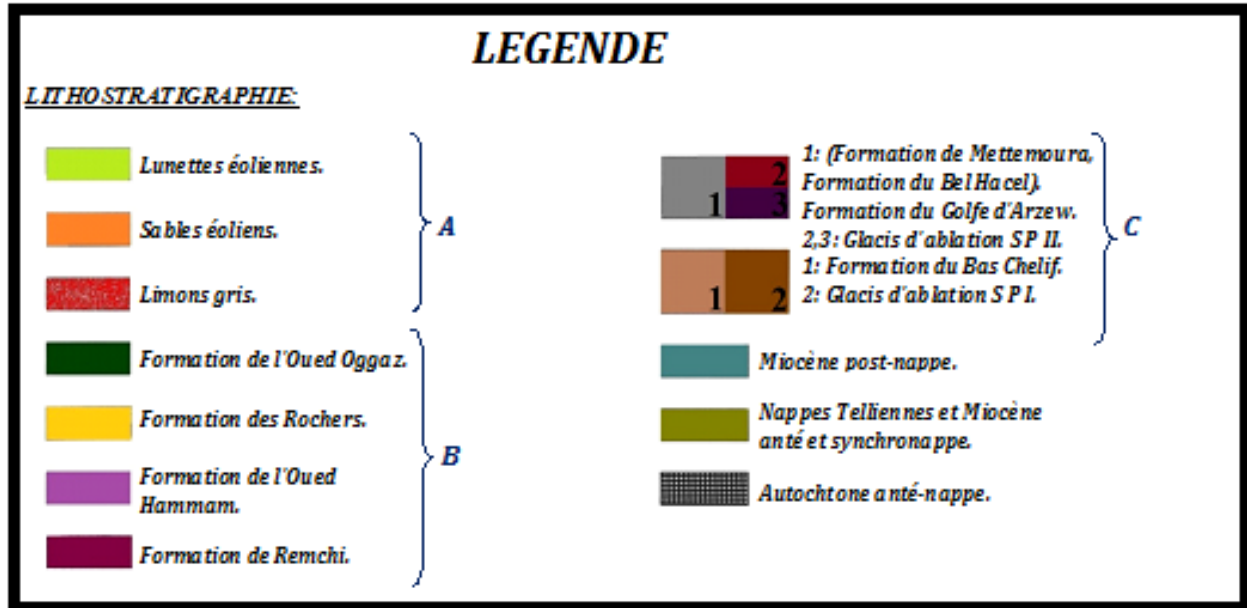 LEGENDE
LITHOSTRATIGRAPHIE:
Lunettes éoliennes.
Sables éoliens.
Limons gris.
A
Formation de l'Oued Oggaz.
Formation des Rochers.
Formation de l'Oued
Hammam.
Formation de Remchi.
B
1
2
3
1: (Formation de Mettemoura,
Formation du Bel Hacel).
Formation du Golfe d'Arzew.
2,3: Glacis d'ablation SP II.
1
2
1: Formation du Bas Chelif.
2: Glacis d'ablation SP I.
C
Miocène post-nappe.
Nappes Telliennes et Miocène
anté et synchronappe.
Autochtone anté-nappe.